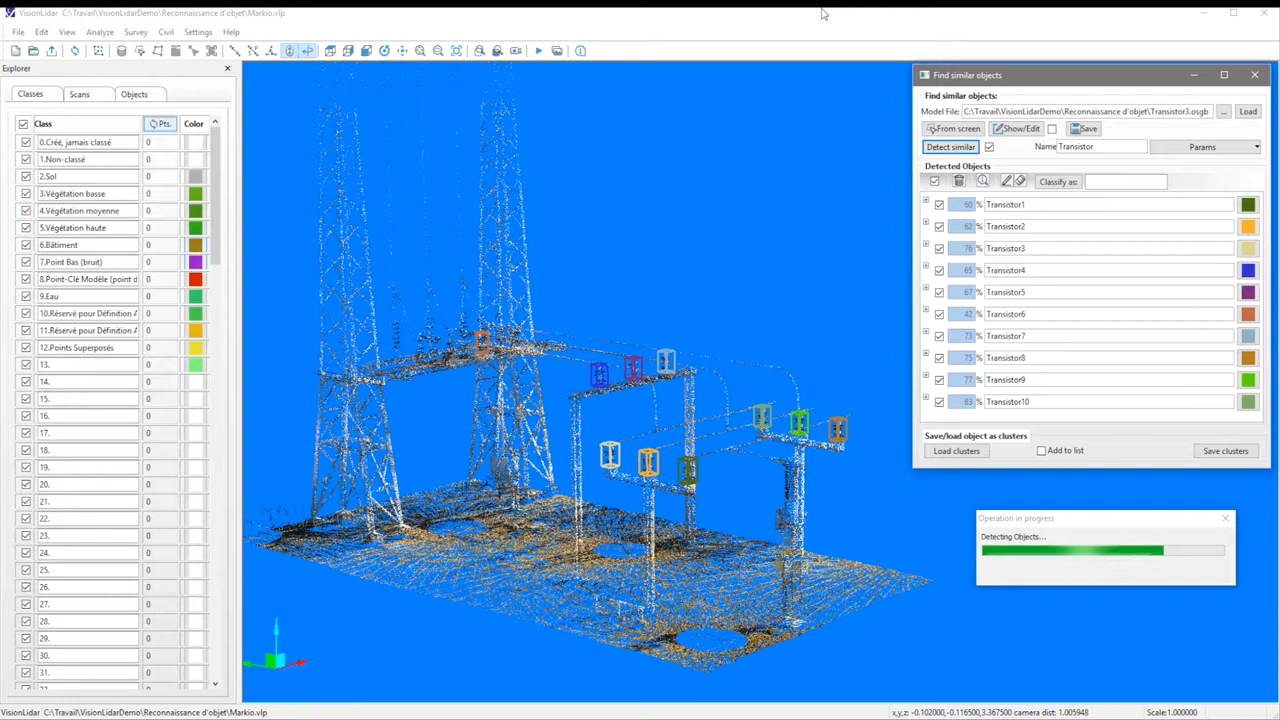 VisionLidar C:\Travail\VisionLidarDemo\Reconnaissance d'objet\Markio.vlp
File Edit View Analyze Survey Civil Settings Help
Explorer
Classes Scans Objects
Class Pts. Color
0.Créé, jamais classé 0
1.Non-classé 0
2.Sol 0
3.Végétation basse 0
4.Végétation moyenne 0
5.Végétation haute 0
6.Bâtiment 0
7.Point Bas (bruit) 0
8.Point-Clé Modèle (point d 0
9.Eau 0
10.Réservé pour Définition A 0
11.Réservé pour Définition A 0
12.Points Superposés 0
13. 0
14. 0
15. 0
16. 0
17. 0
18. 0
19. 0
20. 0
21. 0
22. 0
23. 0
24. 0
25. 0
26. 0
27. 0
28. 0
29. 0
30. 0
31. 0
Find similar objects
Find similar objects:
Model File: C:\Travail\VisionLidarDemo\Reconnaissance d'objet\Transistor3.osgb ... Load
From screen Show/Edit Save
Detect similar Name Transistor Params
Detected Objects
Classify as:
60 % Transistor1
62 % Transistor2
76 % Transistor3
65 % Transistor4
67 % Transistor5
42 % Transistor6
73 % Transistor7
75 % Transistor8
77 % Transistor9
83 % Transistor10
Save/load object as clusters
Load clusters Add to list Save clusters
Operation in progress
Detecting Objects...
VisionLidar C:\Travail\VisionLidarDemo\Reconnaissance d'objet\Markio.vlp x,y,z: -0.102000,-0.116500,3.367500 camera dist: 1.005948 Scale:1.000000